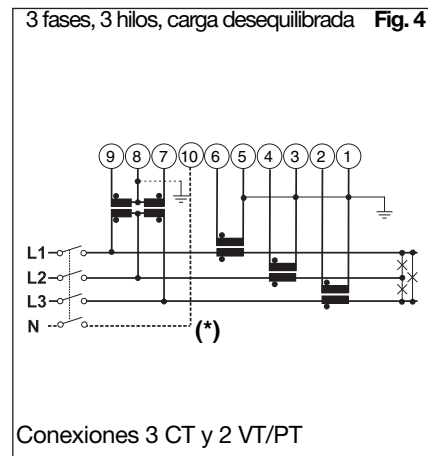 3 fases, 3 hilos, carga desequilibrada Fig. 4
9 8 7 10 6 5 4 3 2 1
L1
L2
L3
N
(*)
Conexiones 3 CT y 2 VT/PT